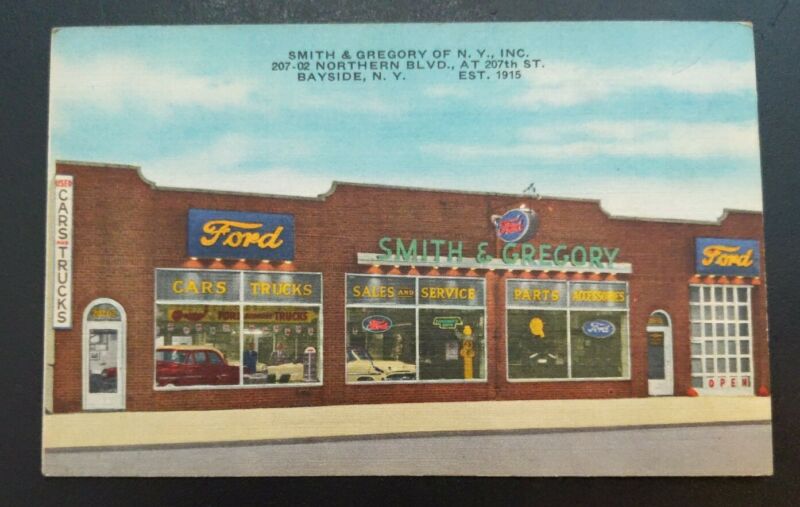 SMITH & GREGORY OF N. Y., INC.
207-02 NORTHERN BLVD., AT 207th ST.
BAYSIDE, N. Y. EST. 1915
USED CARS AND TRUCKS
Ford
Ford
SMITH & GREGORY
Ford
CARS TRUCKS
SALES AND SERVICE
PARTS ACCESSORIES
TRUCKS
Ford
Ford
OPEN